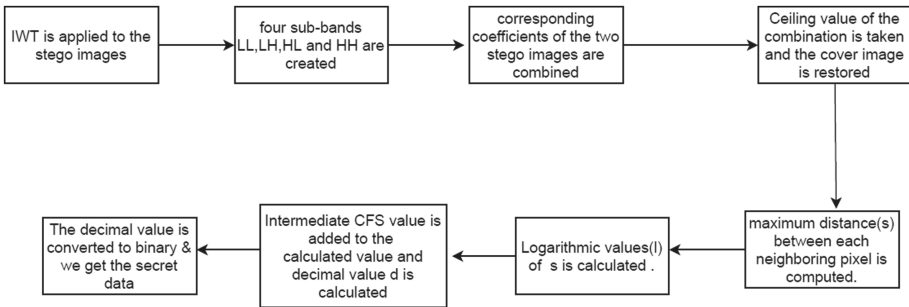 IWT is applied to the
stego images
four sub-bands
LL,LH,HL and HH are
created
corresponding
coefficients of the two
stego images are
combined
Ceiling value of the
combination is taken
and the cover image
is restored
maximum distance(s)
between each
neighboring pixel is
computed.
Logarithmic values(l)
of s is calculated .
Intermediate CFS value is
added to the
calculated value and
decimal value d is
calculated
The decimal value is
converted to binary &
we get the secret
data